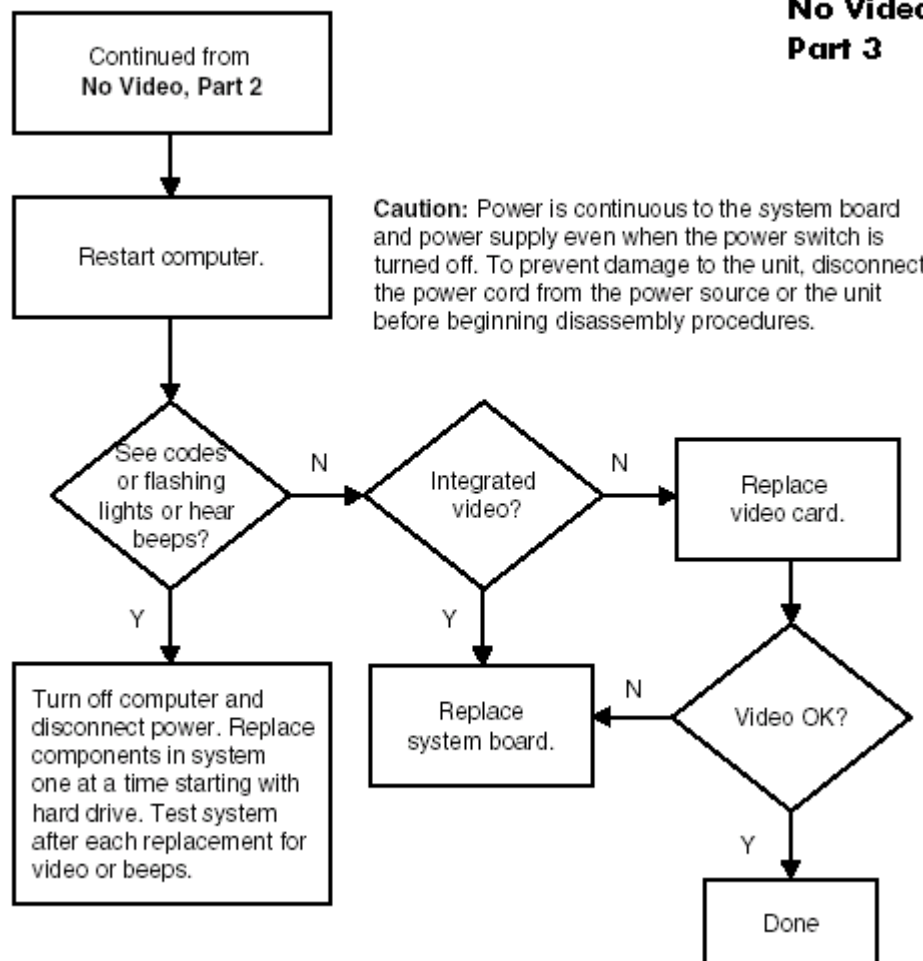 No Video
Part 3
Continued from
No Video, Part 2
Restart computer.
Caution: Power is continuous to the system board
and power supply even when the power switch is
turned off. To prevent damage to the unit, disconnect
the power cord from the power source or the unit
before beginning disassembly procedures.
See codes
or flashing
lights or hear
beeps?
N
Integrated
video?
N
Replace
video card.
Y
Y
Turn off computer and
disconnect power. Replace
components in system
one at a time starting with
hard drive. Test system
after each replacement for
video or beeps.
Replace
system board.
N
Video OK?
Y
Done